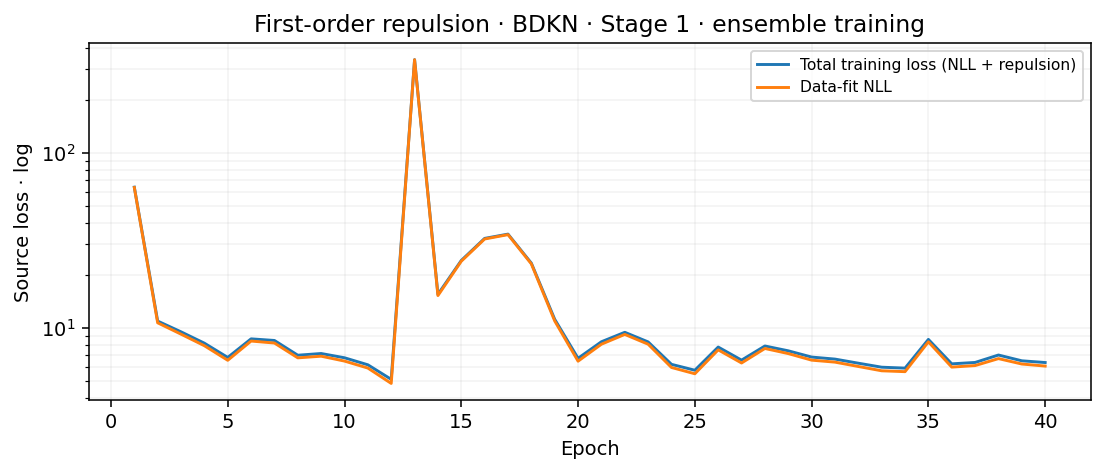 First-order repulsion · BDKN · Stage 1 · ensemble training
Total training loss (NLL + repulsion)
Data-fit NLL
Source loss · log
10²
10¹
0 5 10 15 20 25 30 35 40
Epoch